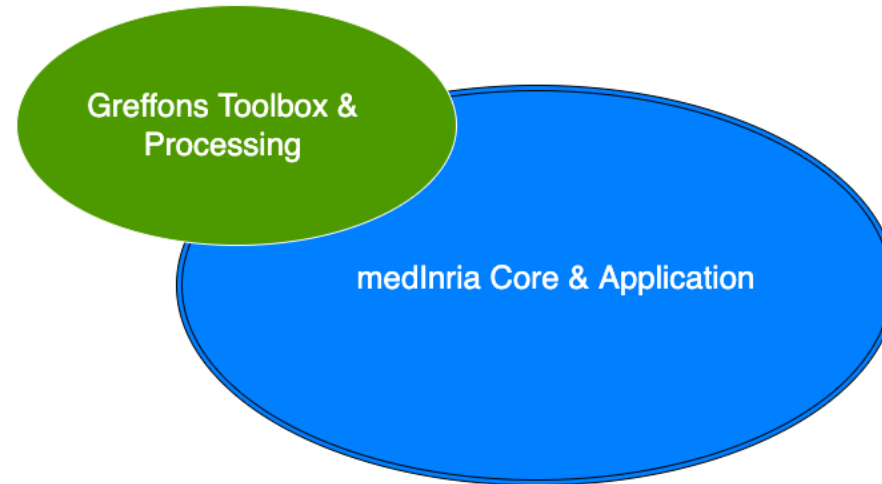 Greffons Toolbox &
Processing
medInria Core & Application